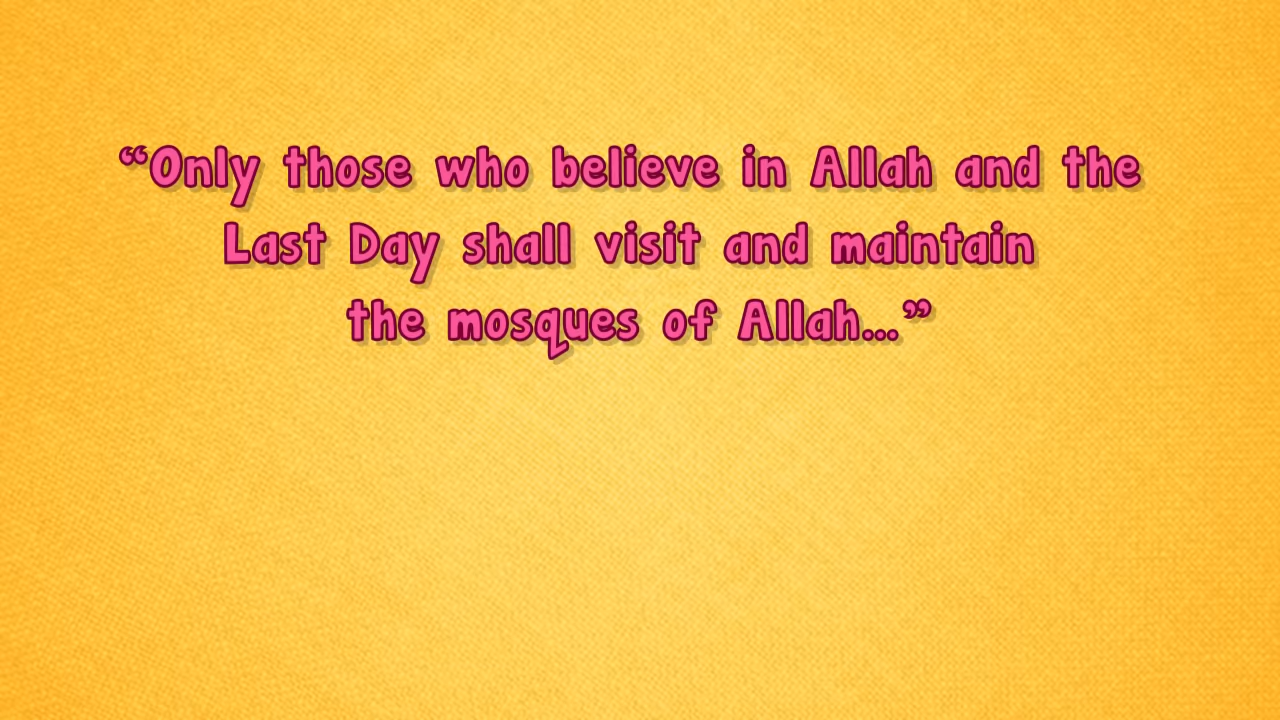 “Only those who believe in Allah and the
Last Day shall visit and maintain
the mosques of Allah...”